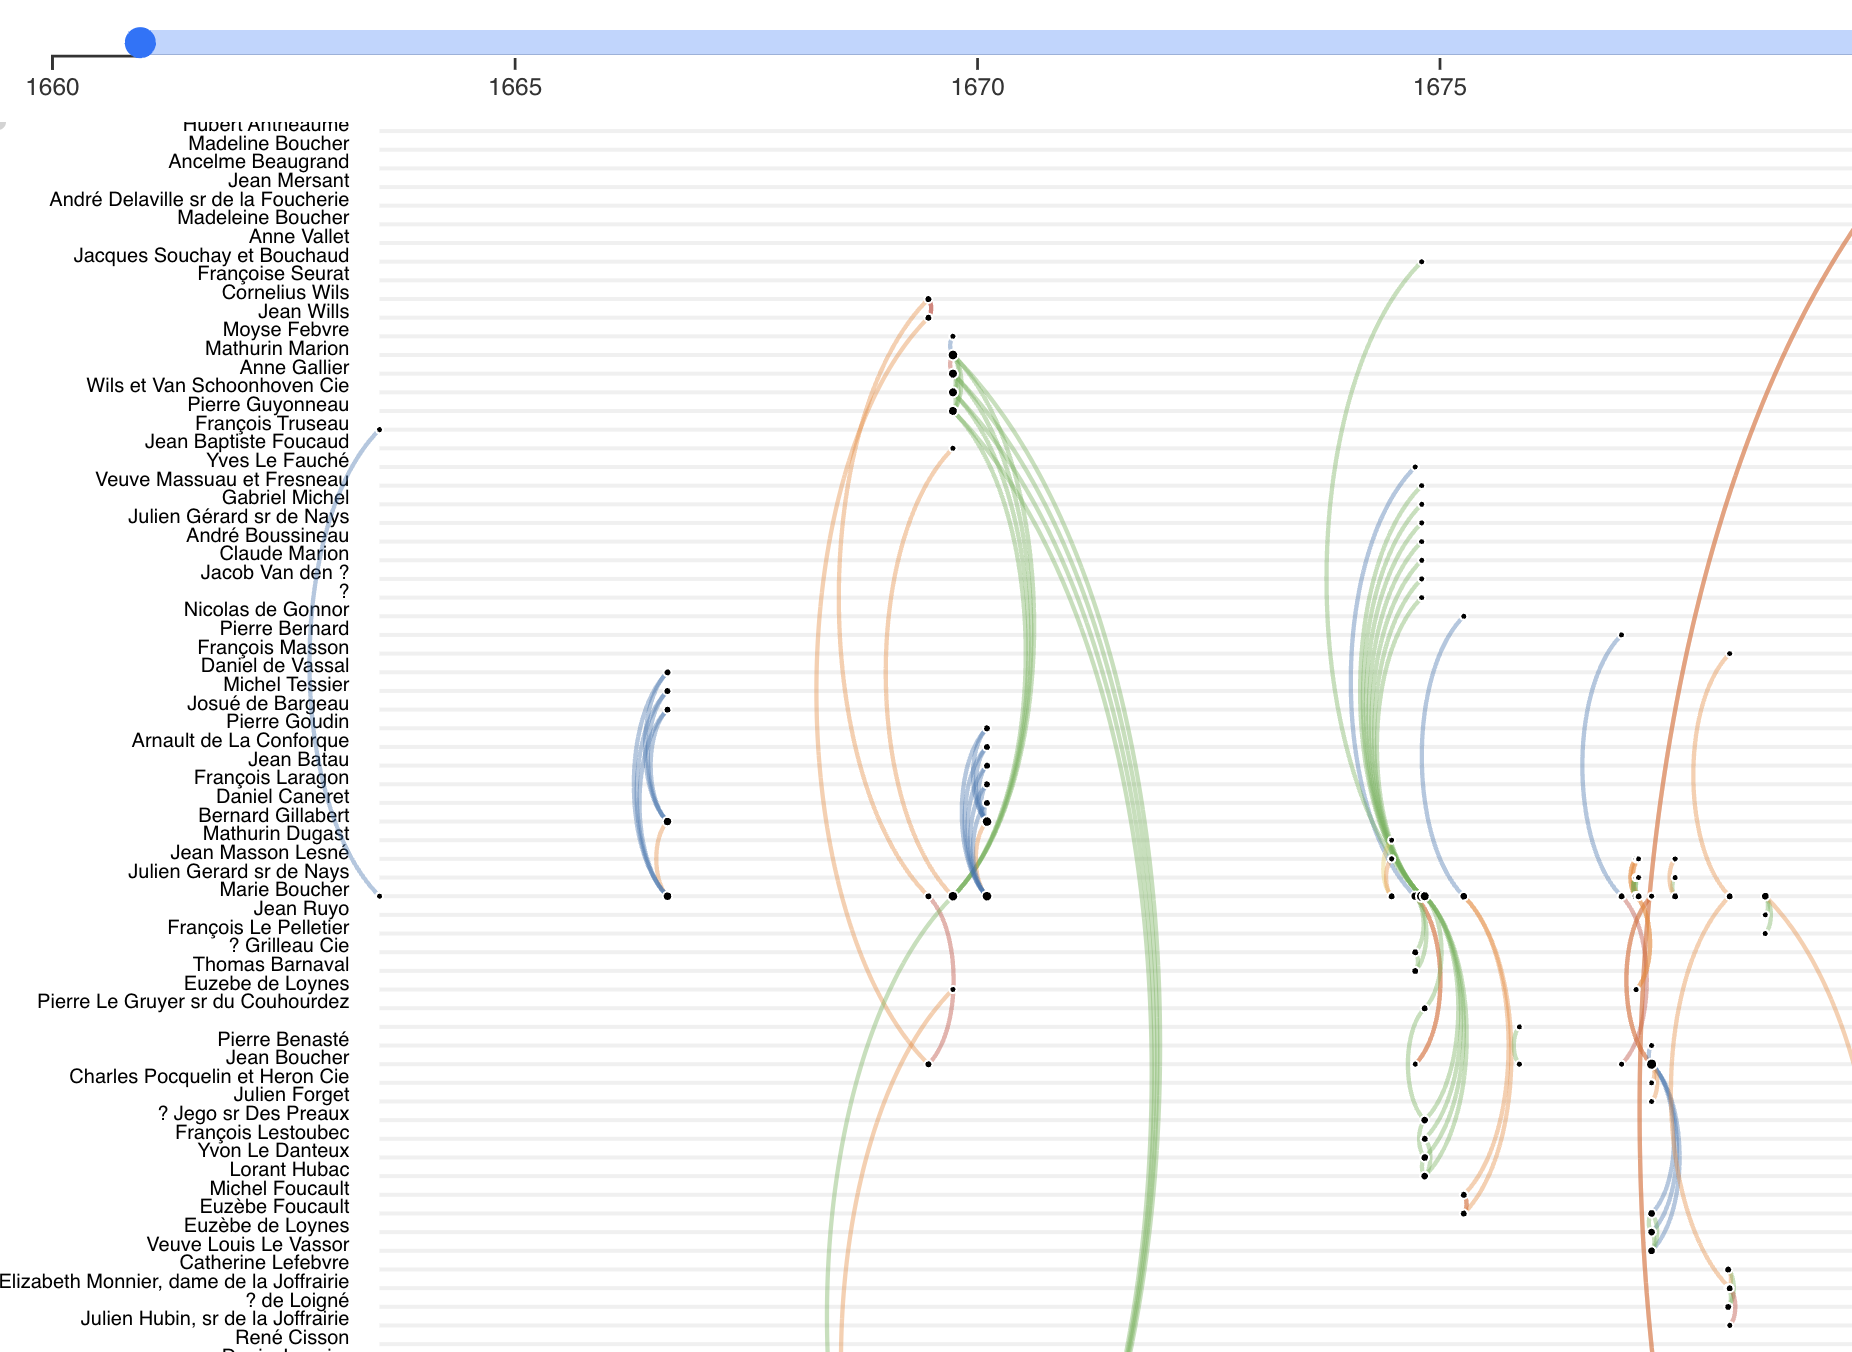 1660 1665 1670 1675
Hubert Antheaume
Madeline Boucher
Ancelme Beaugrand
Jean Mersant
André Delaville sr de la Foucherie
Madeleine Boucher
Anne Vallet
Jacques Souchay et Bouchaud
Françoise Seurat
Cornelius Wils
Jean Wills
Moyse Febvre
Mathurin Marion
Anne Gallier
Wils et Van Schoonhoven Cie
Pierre Guyonneau
François Truseau
Jean Baptiste Foucaud
Yves Le Fauché
Veuve Massuau et Fresneau
Gabriel Michel
Julien Gérard sr de Nays
André Boussineau
Claude Marion
Jacob Van den ?
?
Nicolas de Gonnor
Pierre Bernard
François Masson
Daniel de Vassal
Michel Tessier
Josué de Bargeau
Pierre Goudin
Arnault de La Conforque
Jean Batau
François Laragon
Daniel Caneret
Bernard Gillabert
Mathurin Dugast
Jean Masson Lesné
Julien Gerard sr de Nays
Marie Boucher
Jean Ruyo
François Le Pelletier
? Grilleau Cie
Thomas Barnaval
Euzebe de Loynes
Pierre Le Gruyer sr du Couhourdez
Pierre Benasté
Jean Boucher
Charles Pocquelin et Heron Cie
Julien Forget
? Jego sr Des Preaux
François Lestoubec
Yvon Le Danteux
Lorant Hubac
Michel Foucault
Euzèbe Foucault
Euzèbe de Loynes
Veuve Louis Le Vassor
Catherine Lefebvre
Elizabeth Monnier, dame de la Joffrairie
? de Loigné
Julien Hubin, sr de la Joffrairie
René Cisson